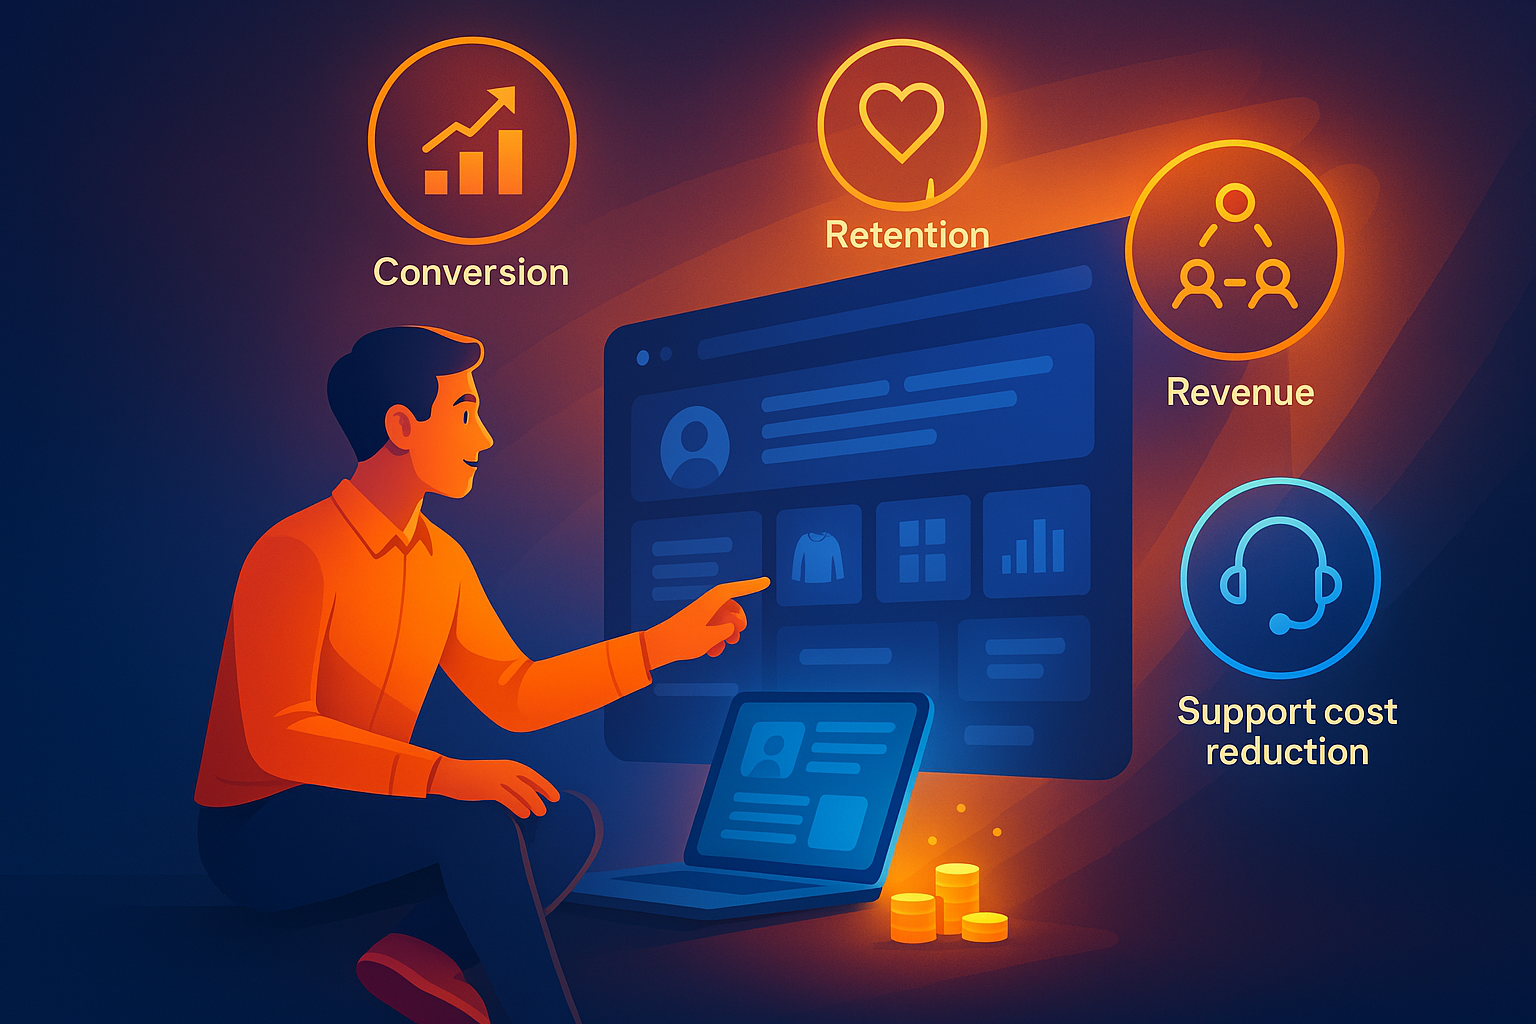 Conversion
Retention
Revenue
Support cost
reduction